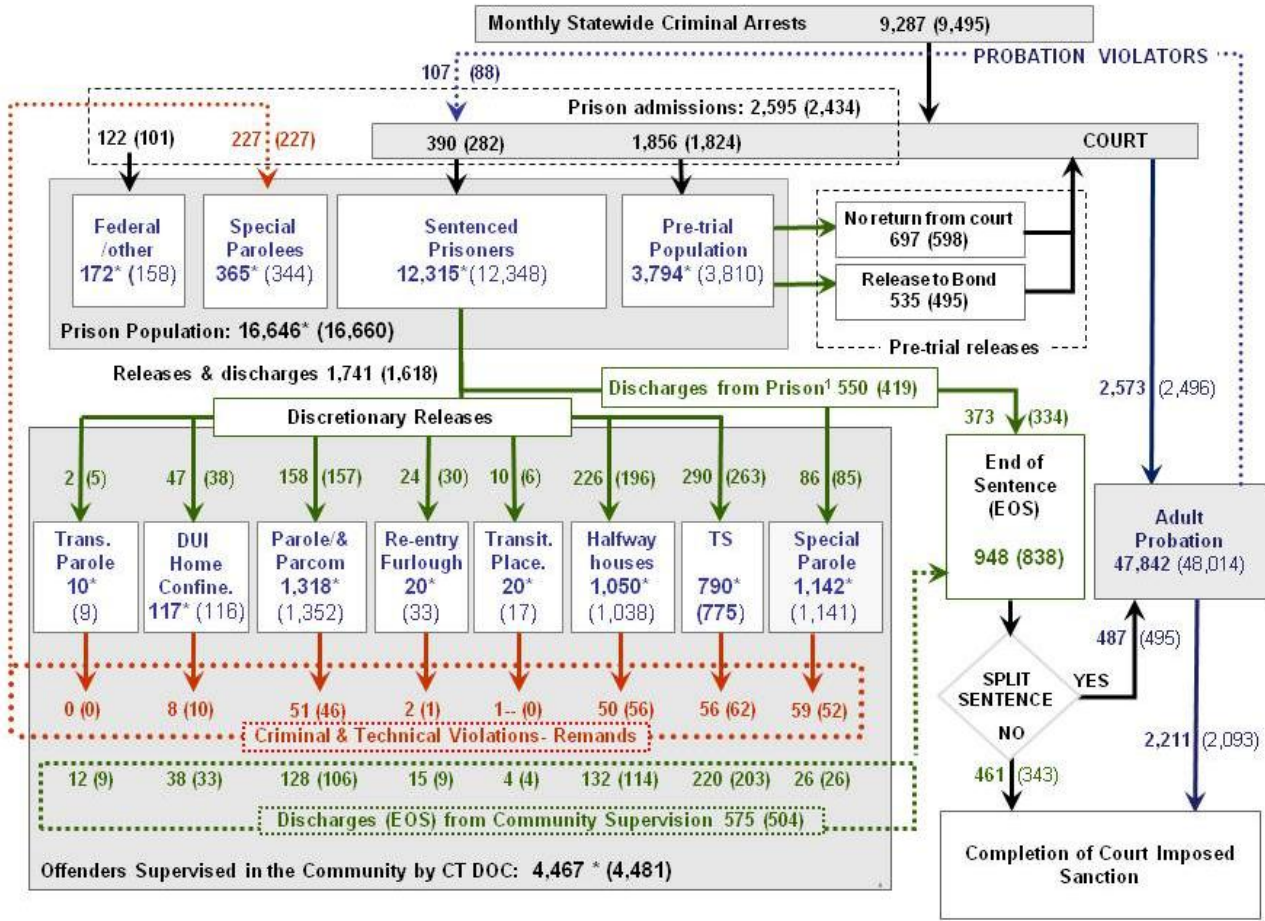 Monthly Statewide Criminal Arrests 9,287 (9,495)
PROBATION VIOLATORS
107 (88)
Prison admissions: 2,595 (2,434)
122 (101)
227 (227)
390 (282)
1,856 (1,824)
COURT
Federal
/other
172* (158)
Special
Parolees
365* (344)
Sentenced
Prisoners
12,315* (12,348)
Pre-trial
Population
3,794* (3,810)
No return from court
697 (598)
Release to Bond
535 (495)
Pre-trial releases
Prison Population: 16,646* (16,660)
Releases & discharges 1,741 (1,618)
Discharges from Prison¹ 550 (419)
2,573 (2,496)
Discretionary Releases
373 (334)
2 (5)
47 (38)
158 (157)
24 (30)
10 (6)
226 (196)
290 (263)
86 (85)
End of
Sentence
(EOS)
948 (838)
Adult
Probation
47,842 (48,014)
Trans.
Parole
10*
(9)
DUI
Home
Confine.
117* (116)
Parole/&
Parcom
1,318*
(1,352)
Re-entry
Furlough
20*
(33)
Transit.
Place.
20*
(17)
Halfway
houses
1,050*
(1,038)
TS
790*
(775)
Special
Parole
1,142*
(1,141)
487 (495)
SPLIT
SENTENCE
YES
NO
0 (0)
8 (10)
51 (46)
2 (1)
1-- (0)
50 (56)
56 (62)
59 (52)
Criminal & Technical Violations- Remands
2,211 (2,093)
461 (343)
12 (9)
38 (33)
128 (106)
15 (9)
4 (4)
132 (114)
220 (203)
26 (26)
Discharges (EOS) from Community Supervision 575 (504)
Completion of Court Imposed
Sanction
Offenders Supervised in the Community by CT DOC: 4,467 * (4,481)